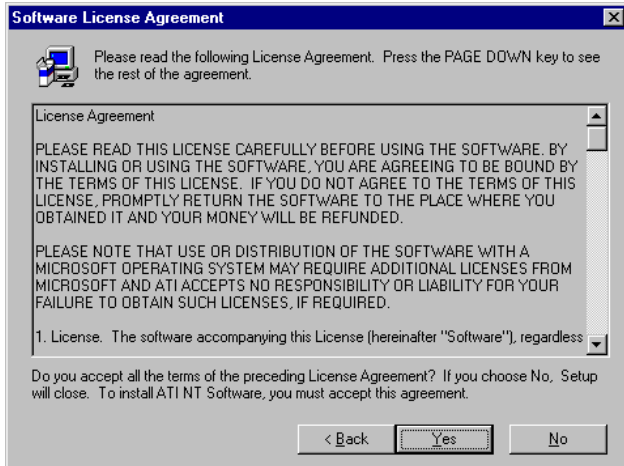 Software License Agreement
Please read the following License Agreement. Press the PAGE DOWN key to see
the rest of the agreement.
License Agreement
PLEASE READ THIS LICENSE CAREFULLY BEFORE USING THE SOFTWARE. BY
INSTALLING OR USING THE SOFTWARE, YOU ARE AGREEING TO BE BOUND BY
THE TERMS OF THIS LICENSE. IF YOU DO NOT AGREE TO THE TERMS OF THIS
LICENSE, PROMPTLY RETURN THE SOFTWARE TO THE PLACE WHERE YOU
OBTAINED IT AND YOUR MONEY WILL BE REFUNDED.
PLEASE NOTE THAT USE OR DISTRIBUTION OF THE SOFTWARE WITH A
MICROSOFT OPERATING SYSTEM MAY REQUIRE ADDITIONAL LICENSES FROM
MICROSOFT AND ATI ACCEPTS NO RESPONSIBILITY OR LIABILITY FOR YOUR
FAILURE TO OBTAIN SUCH LICENSES, IF REQUIRED.
1. License. The software accompanying this License (hereinafter "Software"), regardless
Do you accept all the terms of the preceding License Agreement? If you choose No, Setup
will close. To install ATI NT Software, you must accept this agreement.
< Back Yes No